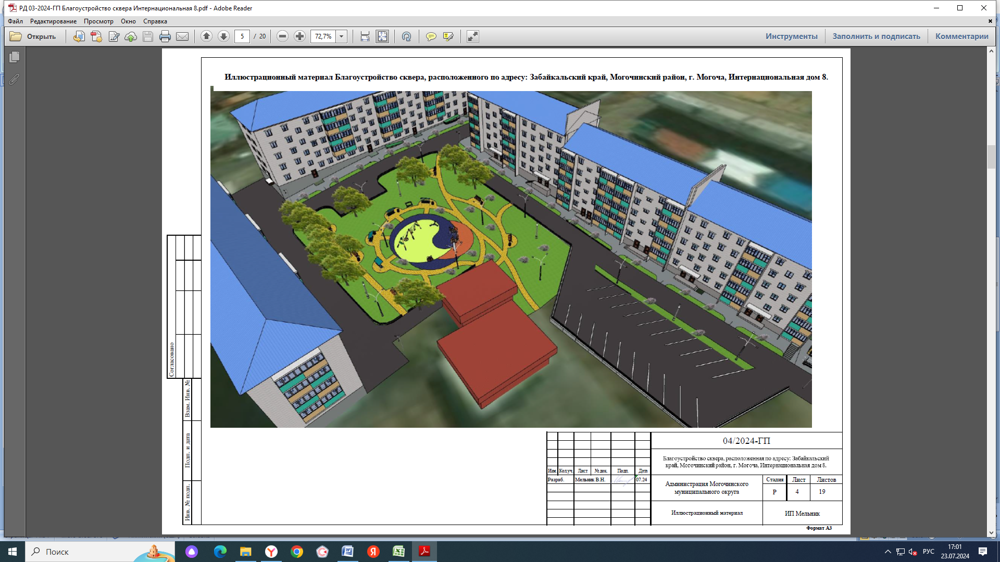 РД 03-2024-ГП Благоустройство сквера Интернациональная 8.pdf - Adobe Reader
Файл Редактирование Просмотр Окно Справка
Открыть 5 / 20 72,7% Инструменты Заполнить и подписать Комментарии
Иллюстрационный материал Благоустройство сквера, расположенного по адресу: Забайкальский край, Могочинский район, г. Могоча, Интернациональная дом 8.
Согласовано
Взам. Инв. №
Подп. и дата
Инв. № подп.
04/2024-ГП
Благоустройство сквера, расположенная по адресу: Забайкальский
край, Могочинский район, г. Могоча, Интернациональная дом 8.
Изм. Кол.уч. Лист № док. Подп. Дата
Разраб. Мельник В.Н. 07.24
Администрация Могочинского
муниципального округа
Стадия Лист Листов
Р 4 19
Иллюстрационный материал
ИП Мельник
Формат А3
Поиск
РУС
17:01
23.07.2024